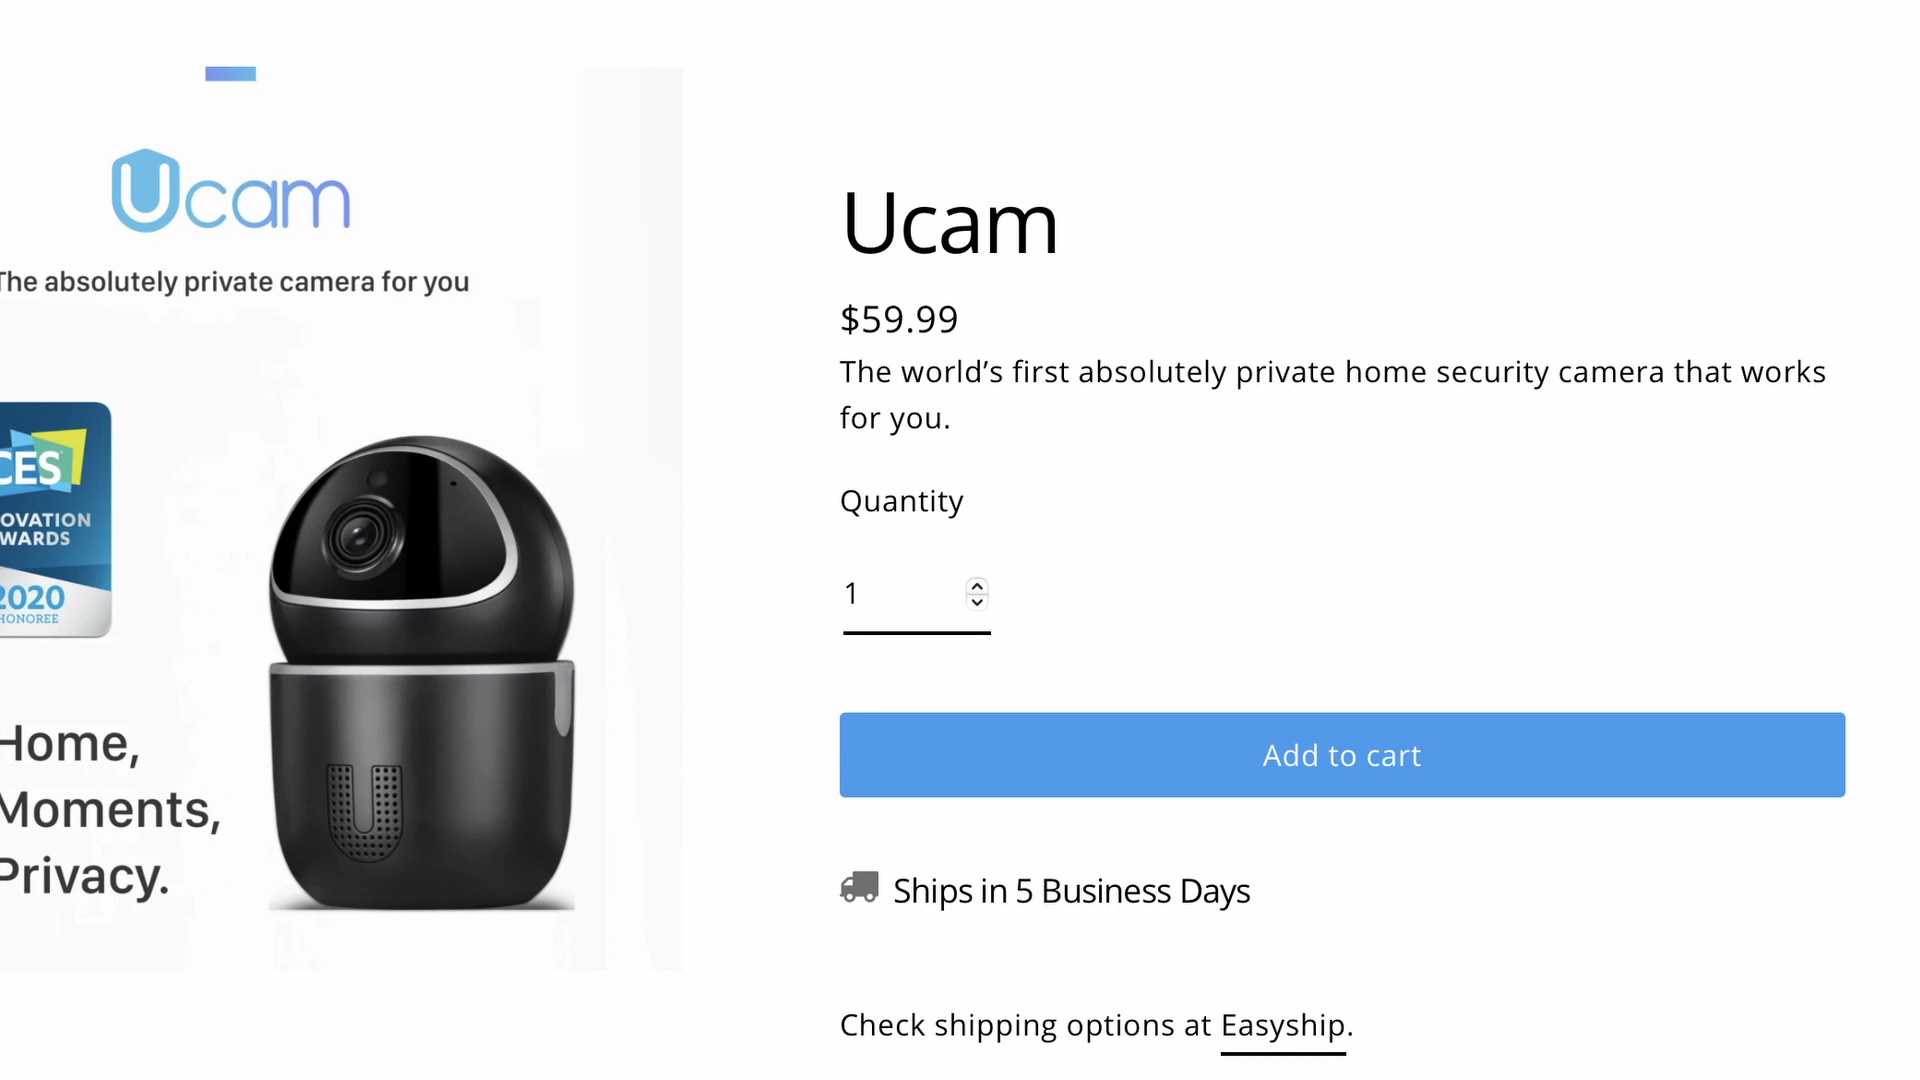 Ucam
The absolutely private camera for you
CES
OVATION
WARDS
2020
HONOREE
Home,
Moments,
Privacy.
Ucam
$59.99
The world’s first absolutely private home security camera that works
for you.
Quantity
1
Add to cart
Ships in 5 Business Days
Check shipping options at Easyship.